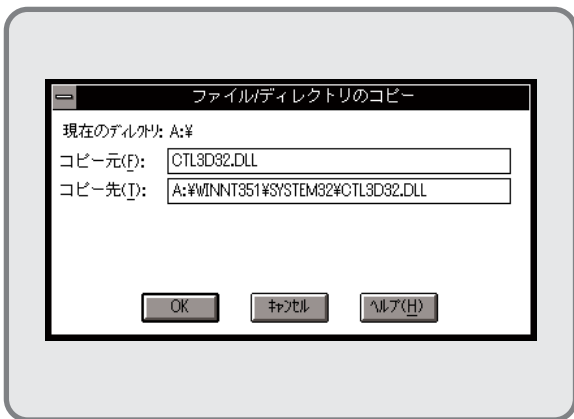 ファイル/ディレクトリのコピー
現在のディレクトリ: A:¥
コピー元(F): CTL3D32.DLL
コピー先(T): A:¥WINNT351¥SYSTEM32¥CTL3D32.DLL
OK キャンセル ヘルプ(H)